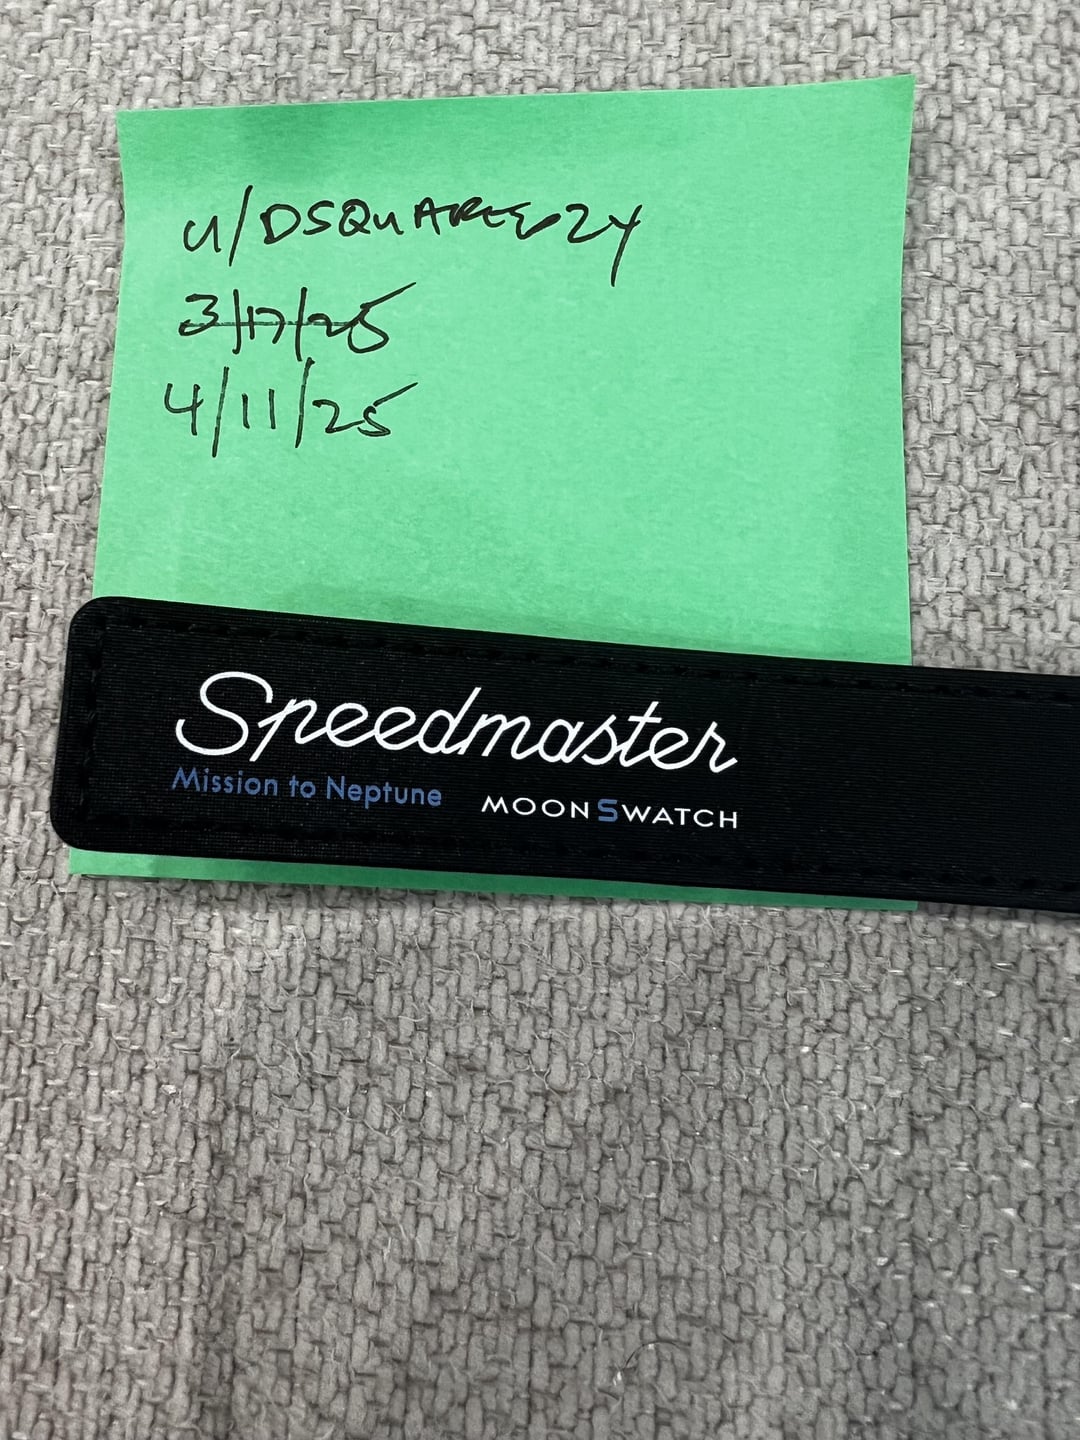 u/DSQUARED24
3/17/25
4/11/25
Speedmaster
Mission to Neptune MOONSWATCH